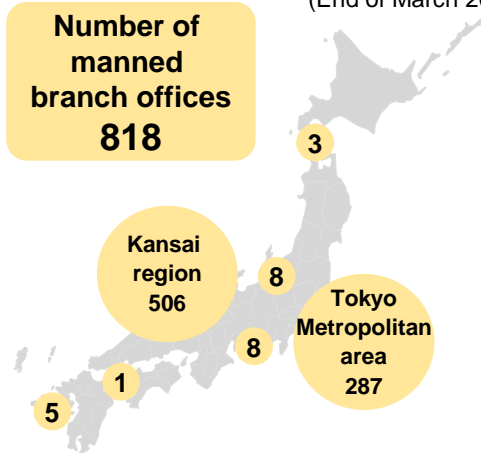 (End of March 20
Number of
manned
branch offices
818
3
Kansai
region
506
8
Tokyo
Metropolitan
area
287
8
1
5